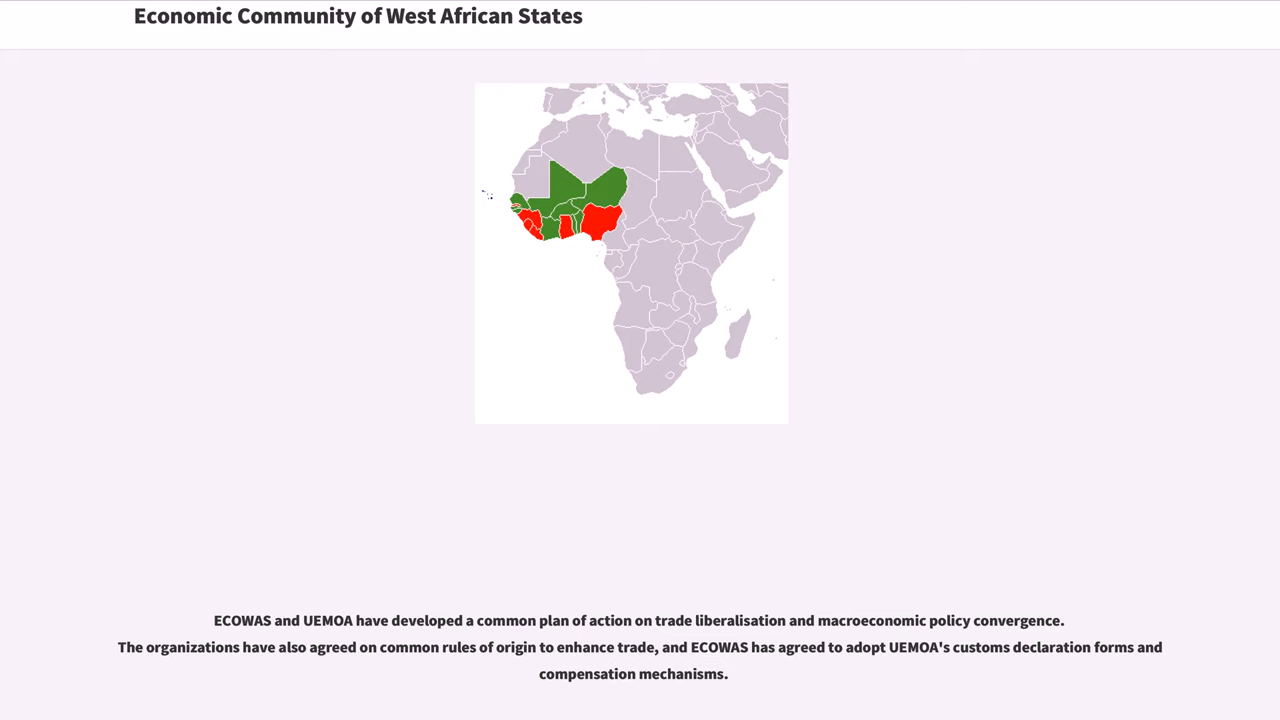 Economic Community of West African States
ECOWAS and UEMOA have developed a common plan of action on trade liberalisation and macroeconomic policy convergence.
The organizations have also agreed on common rules of origin to enhance trade, and ECOWAS has agreed to adopt UEMOA's customs declaration forms and
compensation mechanisms.